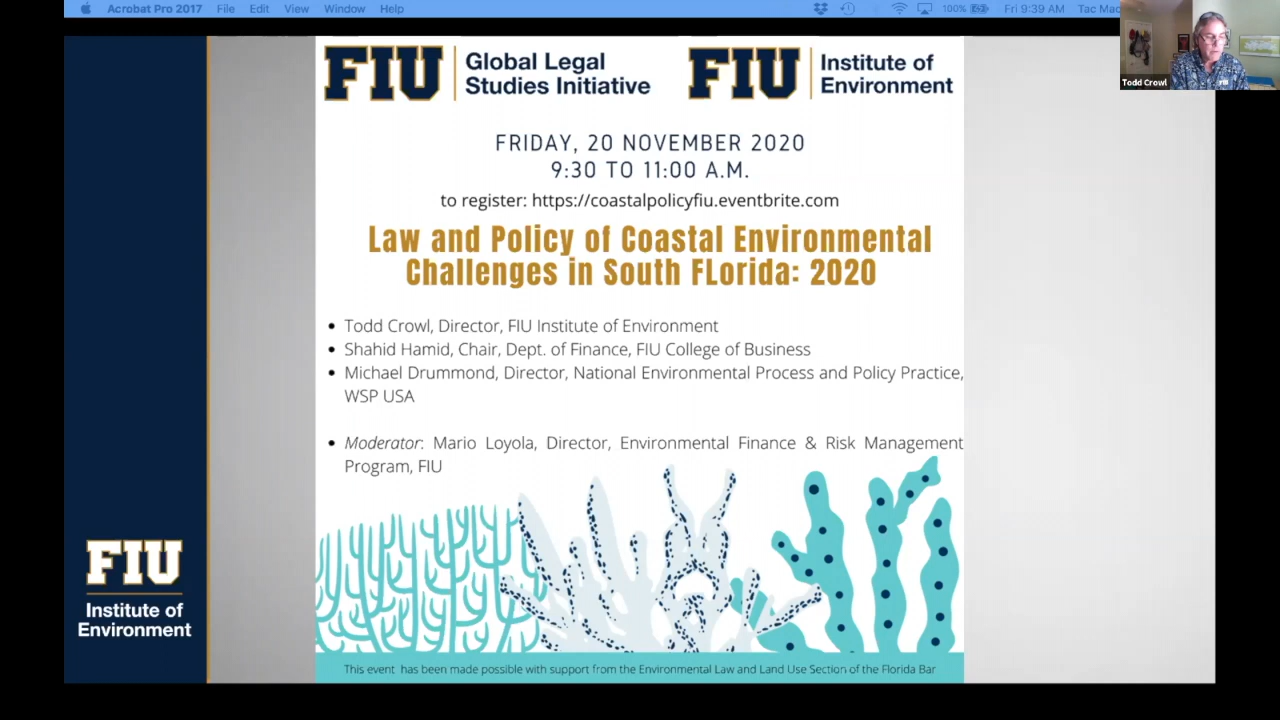 Acrobat Pro 2017 File Edit View Window Help 100% Fri 9:39 AM Tac Mac
Todd Crowl
FIU Global Legal
Studies Initiative
FIU Institute of
Environment
FRIDAY, 20 NOVEMBER 2020
9:30 TO 11:00 A.M.
to register: https://coastalpolicyfiu.eventbrite.com
Law and Policy of Coastal Environmental
Challenges in South FLorida: 2020
• Todd Crowl, Director, FIU Institute of Environment
• Shahid Hamid, Chair, Dept. of Finance, FIU College of Business
• Michael Drummond, Director, National Environmental Process and Policy Practice,
WSP USA
• Moderator: Mario Loyola, Director, Environmental Finance & Risk Management
Program, FIU
FIU
Institute of
Environment
This event has been made possible with support from the Environmental Law and Land Use Section of the Florida Bar